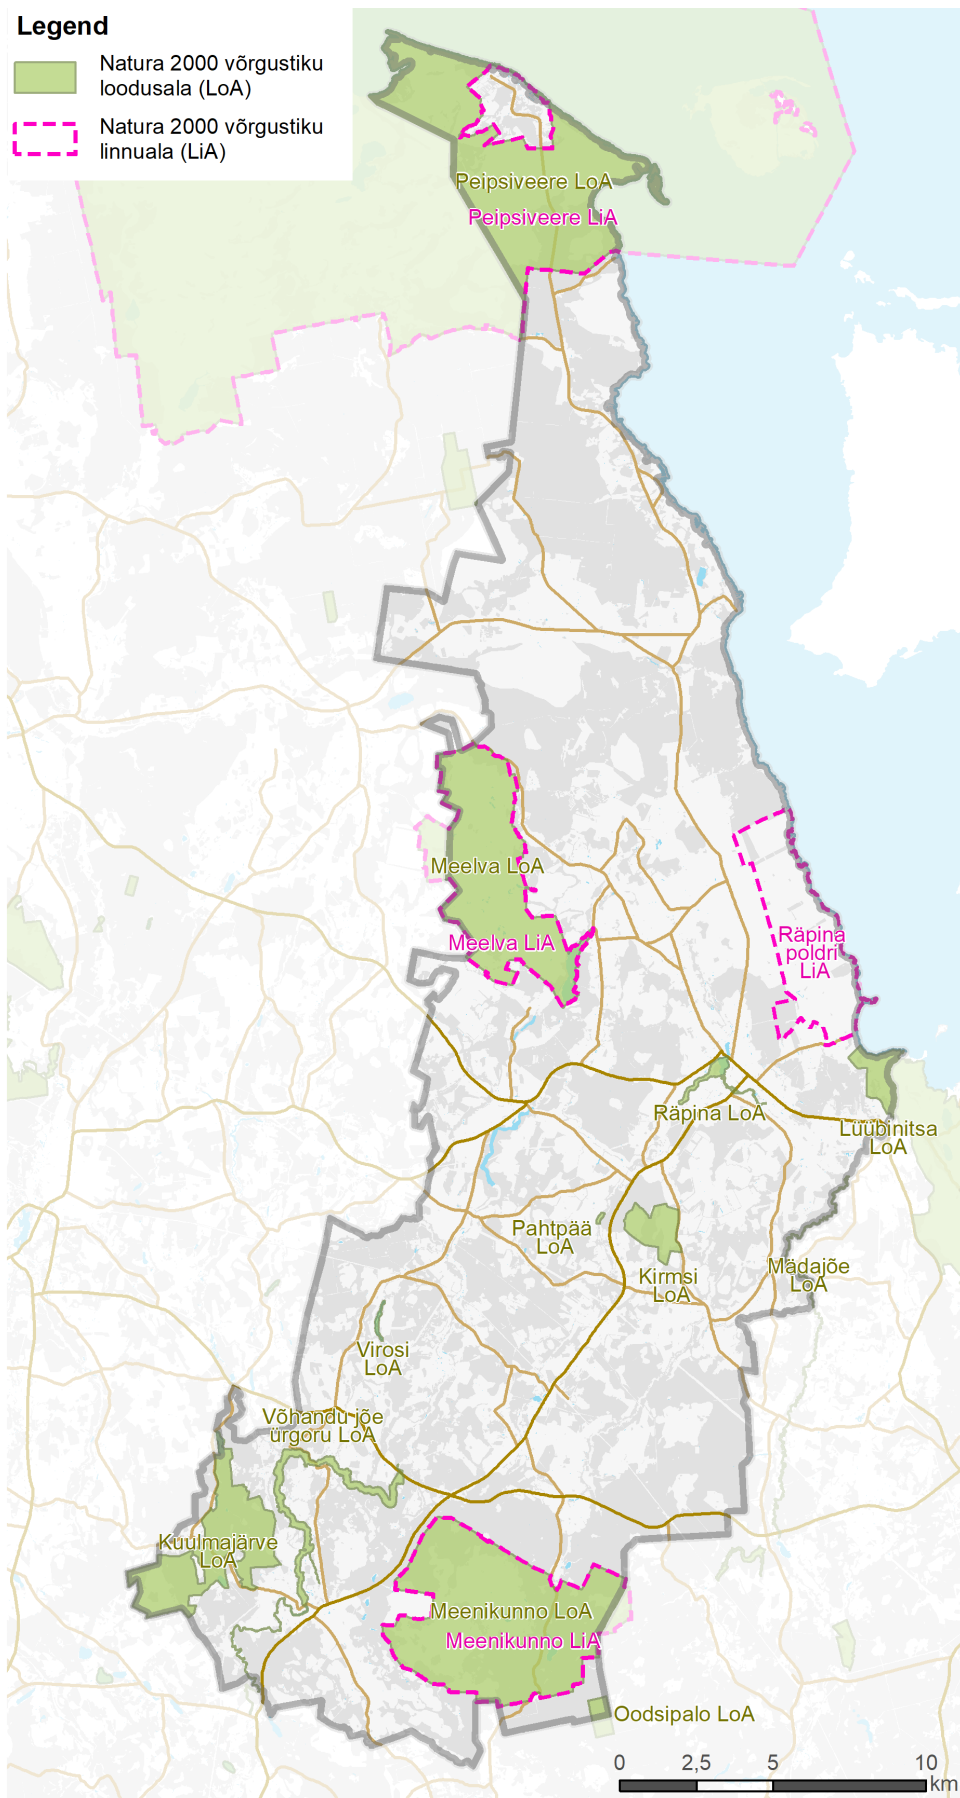 Legend
Natura 2000 võrgustiku
loodusala (LoA)
Natura 2000 võrgustiku
linnuala (LiA)
Peipsiveere LoA
Peipsiveere LiA
Meelva LoA
Meelva LiA
Räpina
poldri
LiA
Räpina LoA
Lüübinitsa
LoA
Pahtpää
LoA
Kirmsi
LoA
Mädajõe
LoA
Virosi
LoA
Võhandu jõe
ürgoru LoA
Kuulmajärve
LoA
Meenikunno LoA
Meenikunno LiA
Oodsipalo LoA
0 2,5 5 10
km